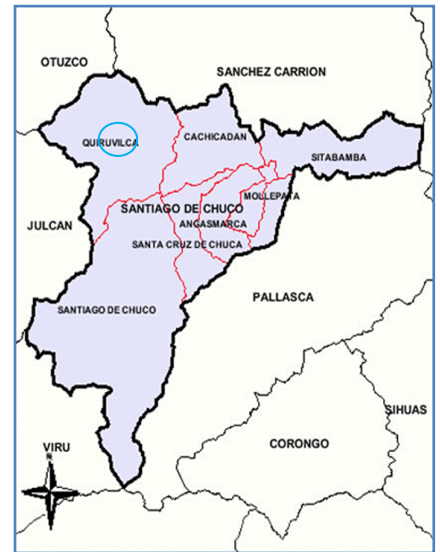 OTUZCO
SANCHEZ CARRION
QUIRUVILCA
CACHICADAN
SITABAMBA
MOLLEPATA
SANTIAGO DE CHUCO
ANGASMARCA
JULCAN
SANTA CRUZ DE CHUCA
PALLASCA
SANTIAGO DE CHUCO
SIHUAS
CORONGO
VIRU
N